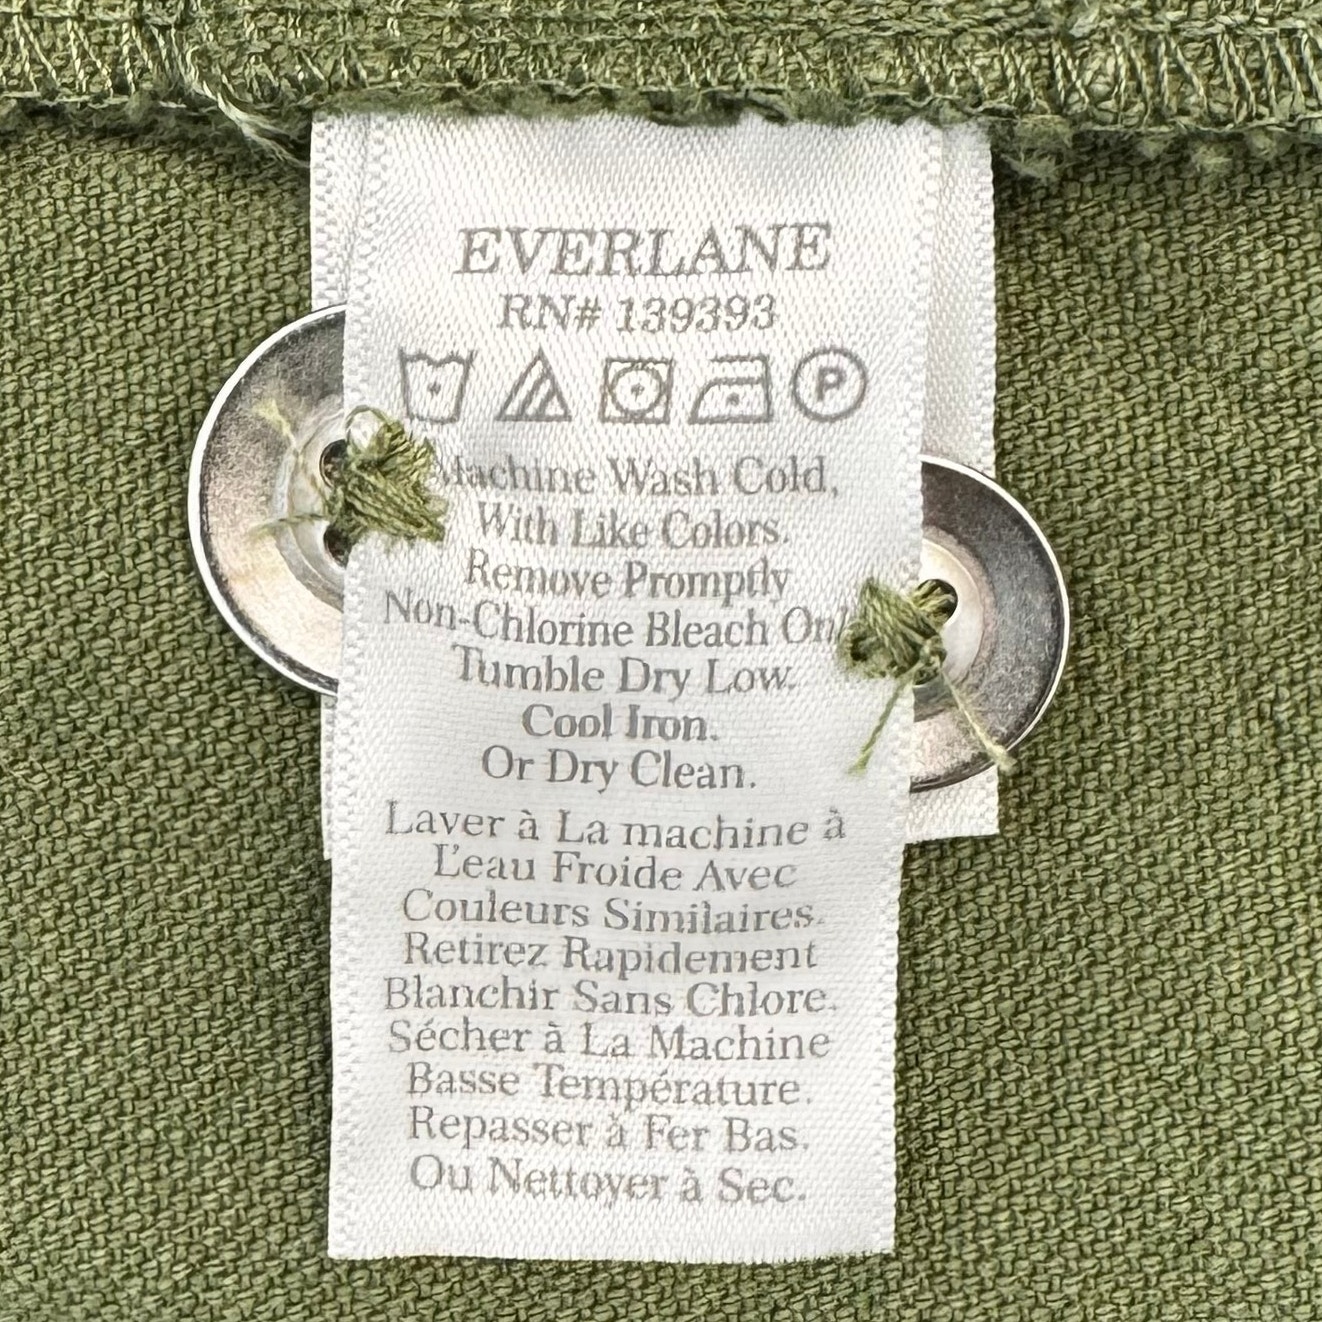 EVERLANE
RN# 139393
P
Machine Wash Cold,
With Like Colors.
Remove Promptly
Non-Chlorine Bleach Only
Tumble Dry Low.
Cool Iron.
Or Dry Clean.
Laver à La machine à
L'eau Froide Avec
Couleurs Similaires.
Retirez Rapidement
Blanchir Sans Chlore.
Sécher à La Machine
Basse Température.
Repasser à Fer Bas.
Ou Nettoyer à Sec.